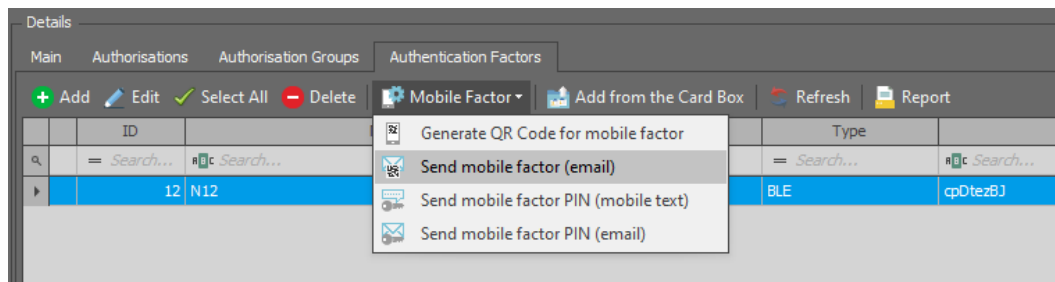 Details
Main Authorisations Authorisation Groups Authentication Factors
Add Edit Select All Delete Mobile Factor Add from the Card Box Refresh Report
ID Type
= Search... ABC Search... = Search... ABC Search...
12 N12 BLE cpDtezBJ
Generate QR Code for mobile factor
Send mobile factor (email)
Send mobile factor PIN (mobile text)
Send mobile factor PIN (email)